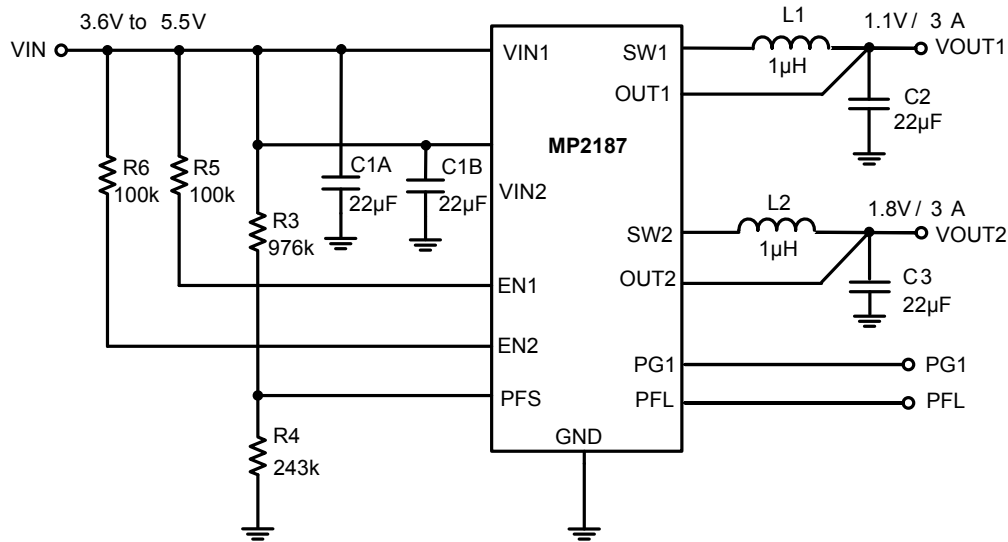 3.6V to 5.5V
VIN
R6
100k
R5
100k
R3
976k
R4
243k
C1A
22µF
C1B
22µF
VIN1
VIN2
EN1
EN2
PFS
GND
MP2187
SW1
OUT1
SW2
OUT2
PG1
PFL
L1
1µH
1.1V / 3 A
VOUT1
C2
22µF
L2
1µH
1.8V / 3 A
VOUT2
C3
22µF
PG1
PFL